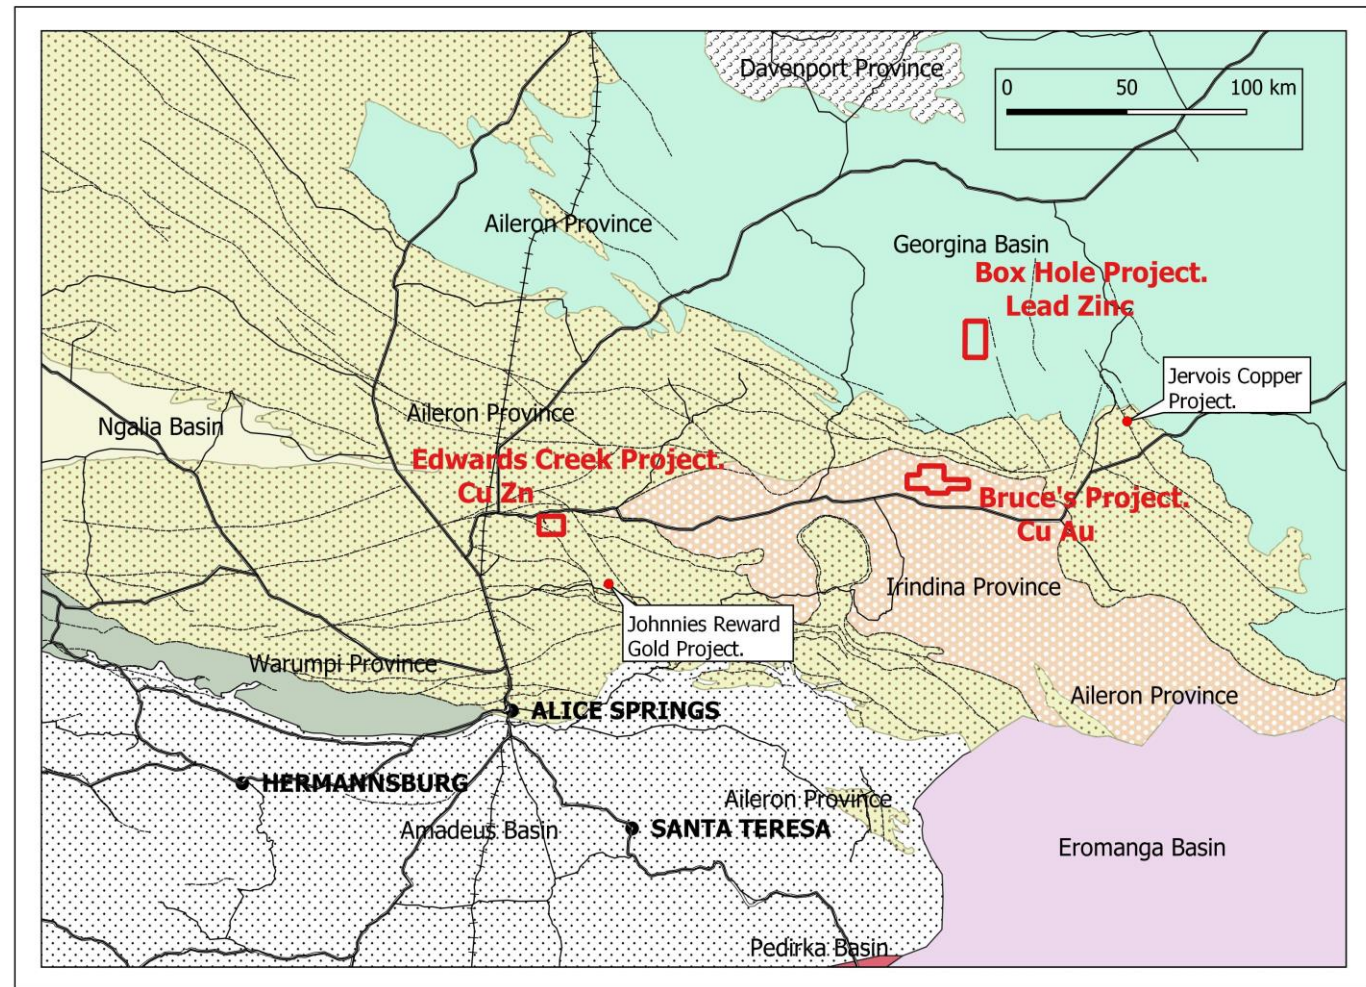 Davenport Province
0 50 100 km
Aileron Province
Georgina Basin
Box Hole Project.
Lead Zinc
Jervois Copper
Project.
Aileron Province
Ngalia Basin
Edwards Creek Project.
Cu Zn
Bruce's Project.
Cu Au
Irindina Province
Johnnies Reward
Gold Project.
Warumpi Province
Aileron Province
ALICE SPRINGS
HERMANNSBURG
Aileron Province
Amadeus Basin
SANTA TERESA
Eromanga Basin
Pedirka Basin